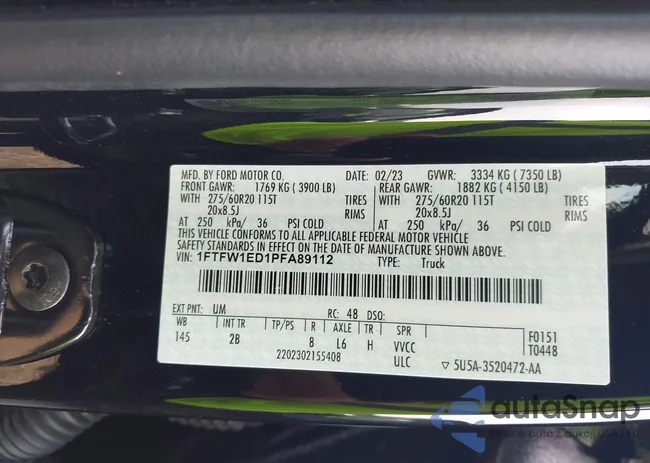 MFD. BY FORD MOTOR CO.
02/23 GVWR: 3334 KG ( 7350 LB)
FRONT GAWR: 1769 KG ( 3900 LB) REAR GAWR: 1882 KG ( 4150 LB)
WITH 275/60R20 115T TIRES WITH 275/60R20 115T TIRES
20x8.5J RIMS 20x8.5J RIMS
AT 250 kPa/ 36 PSI COLD AT 250 kPa/ 36 PSI COLD
THIS VEHICLE CONFORMS TO ALL APPLICABLE FEDERAL MOTOR VEHICLE
SAFETY STANDARDS IN EFFECT ON THE DATE OF MANUFACTURE SHOWN ABOVE.
VIN: 1FTFW1ED1PFA89112 TYPE: Truck
EXT PNT: UM RC: 48 DSO:
WB INT TR TP/PS R AXLE TR SPR F0151
145 2B 8 L6 H VVCC T0448
2202302155408 ULC ▽ 5U5A-3520472-AA
autoSnap